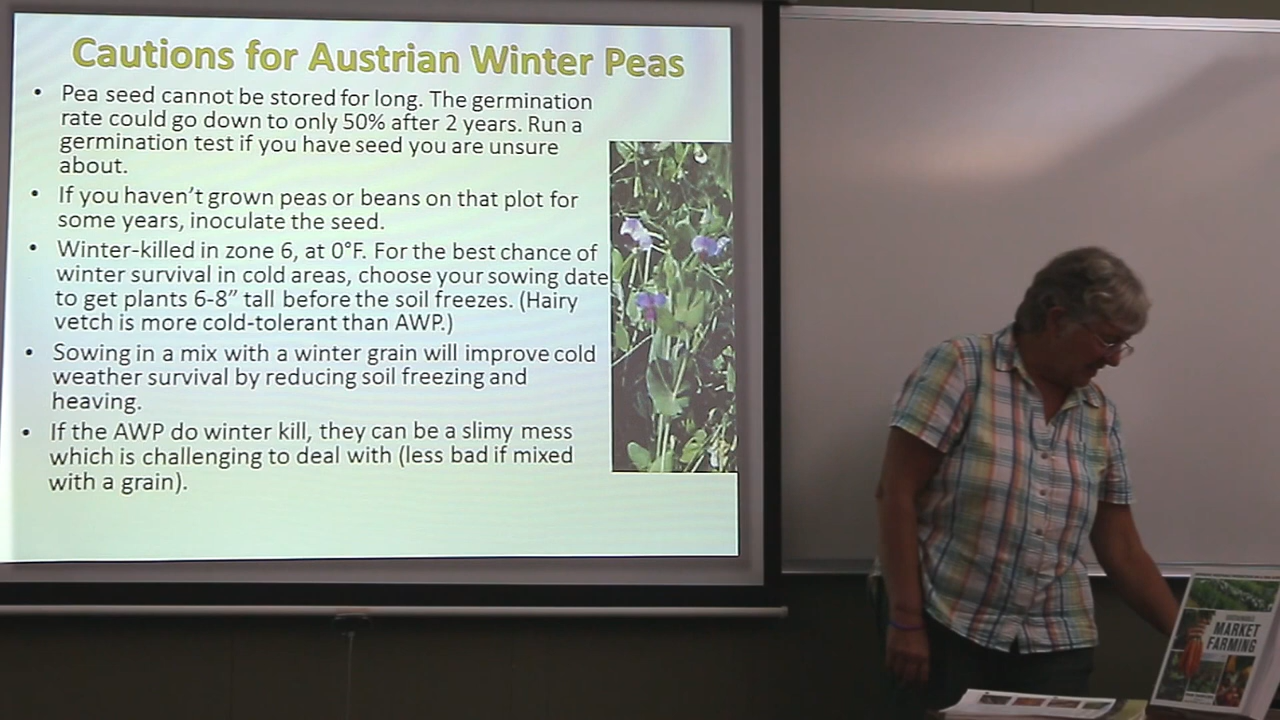 Cautions for Austrian Winter Peas
• Pea seed cannot be stored for long. The germination
rate could go down to only 50% after 2 years. Run a
germination test if you have seed you are unsure
about.
• If you haven't grown peas or beans on that plot for
some years, inoculate the seed.
• Winter-killed in zone 6, at 0°F. For the best chance of
winter survival in cold areas, choose your sowing date
to get plants 6-8" tall before the soil freezes. (Hairy
vetch is more cold-tolerant than AWP.)
• Sowing in a mix with a winter grain will improve cold
weather survival by reducing soil freezing and
heaving.
• If the AWP do winter kill, they can be a slimy mess
which is challenging to deal with (less bad if mixed
with a grain).
SUSTAINABLE
MARKET
FARMING